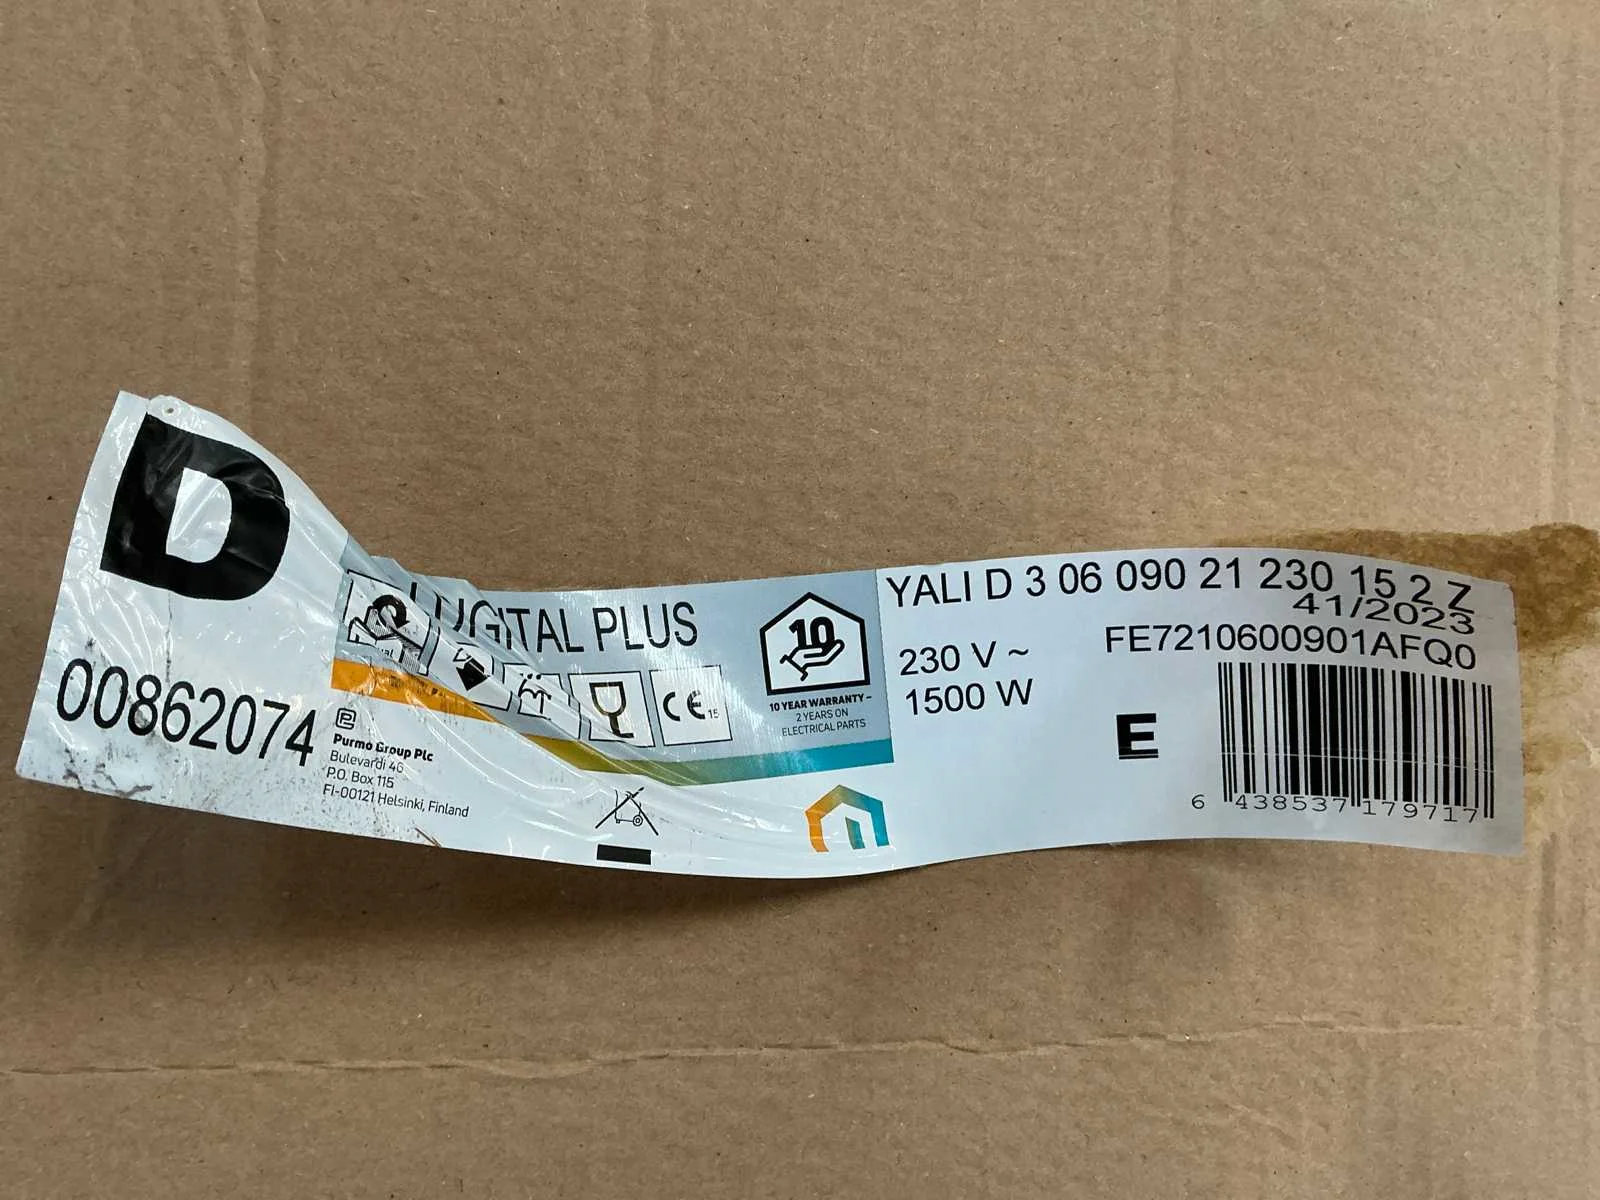 D
00862074
DIGITAL PLUS
Purmo Group Plc
Bulevardi 46
P.O. Box 115
FI-00121 Helsinki, Finland
CE 15
10
10 YEAR WARRANTY –
2 YEARS ON
ELECTRICAL PARTS
YALI D 3 06 090 21 230 15 2 Z
41/2023
FE7210600901AFQ0
230 V ~
1500 W
E
6 438537 179717